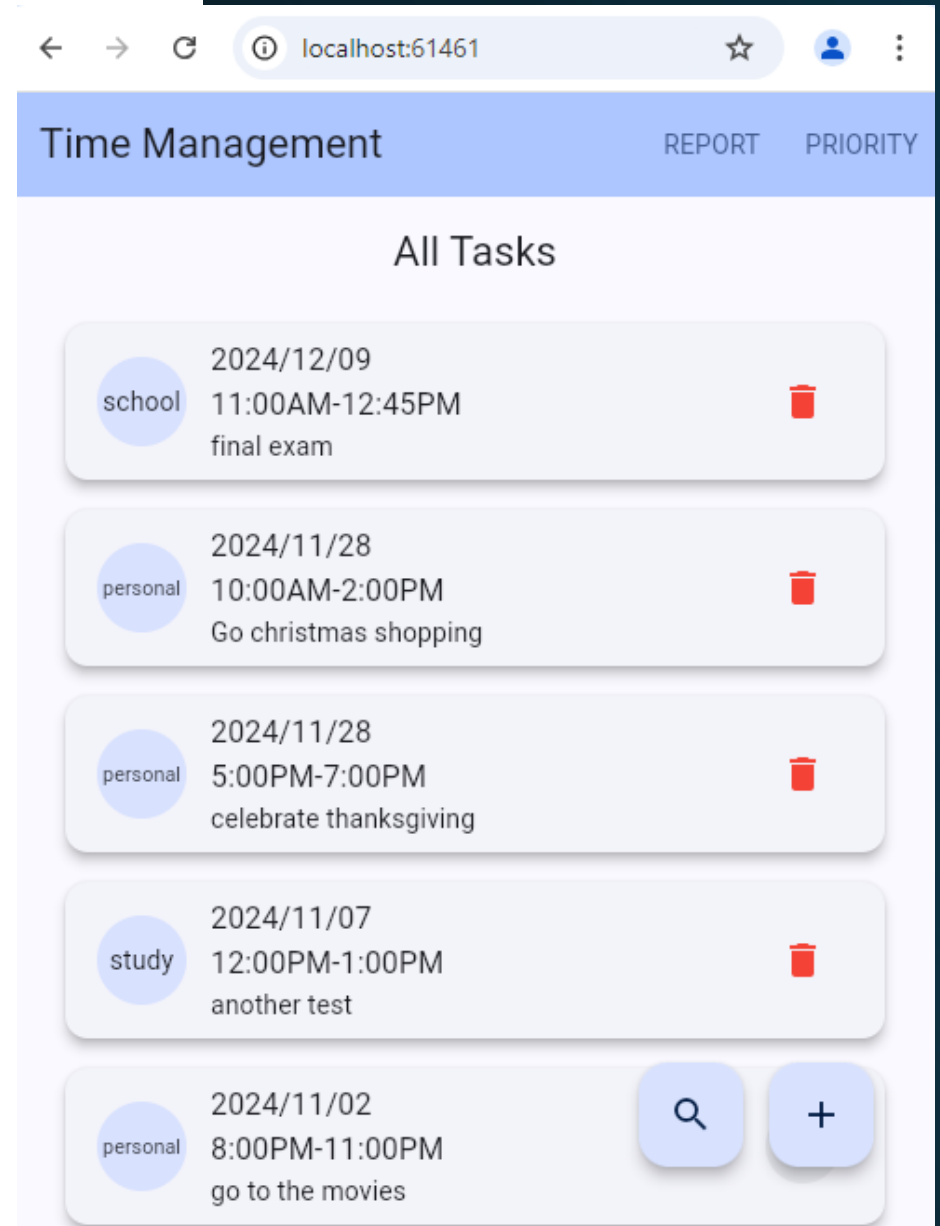 localhost:61461
Time Management REPORT PRIORITY
All Tasks
school
2024/12/09
11:00AM-12:45PM
final exam
personal
2024/11/28
10:00AM-2:00PM
Go christmas shopping
personal
2024/11/28
5:00PM-7:00PM
celebrate thanksgiving
study
2024/11/07
12:00PM-1:00PM
another test
personal
2024/11/02
8:00PM-11:00PM
go to the movies